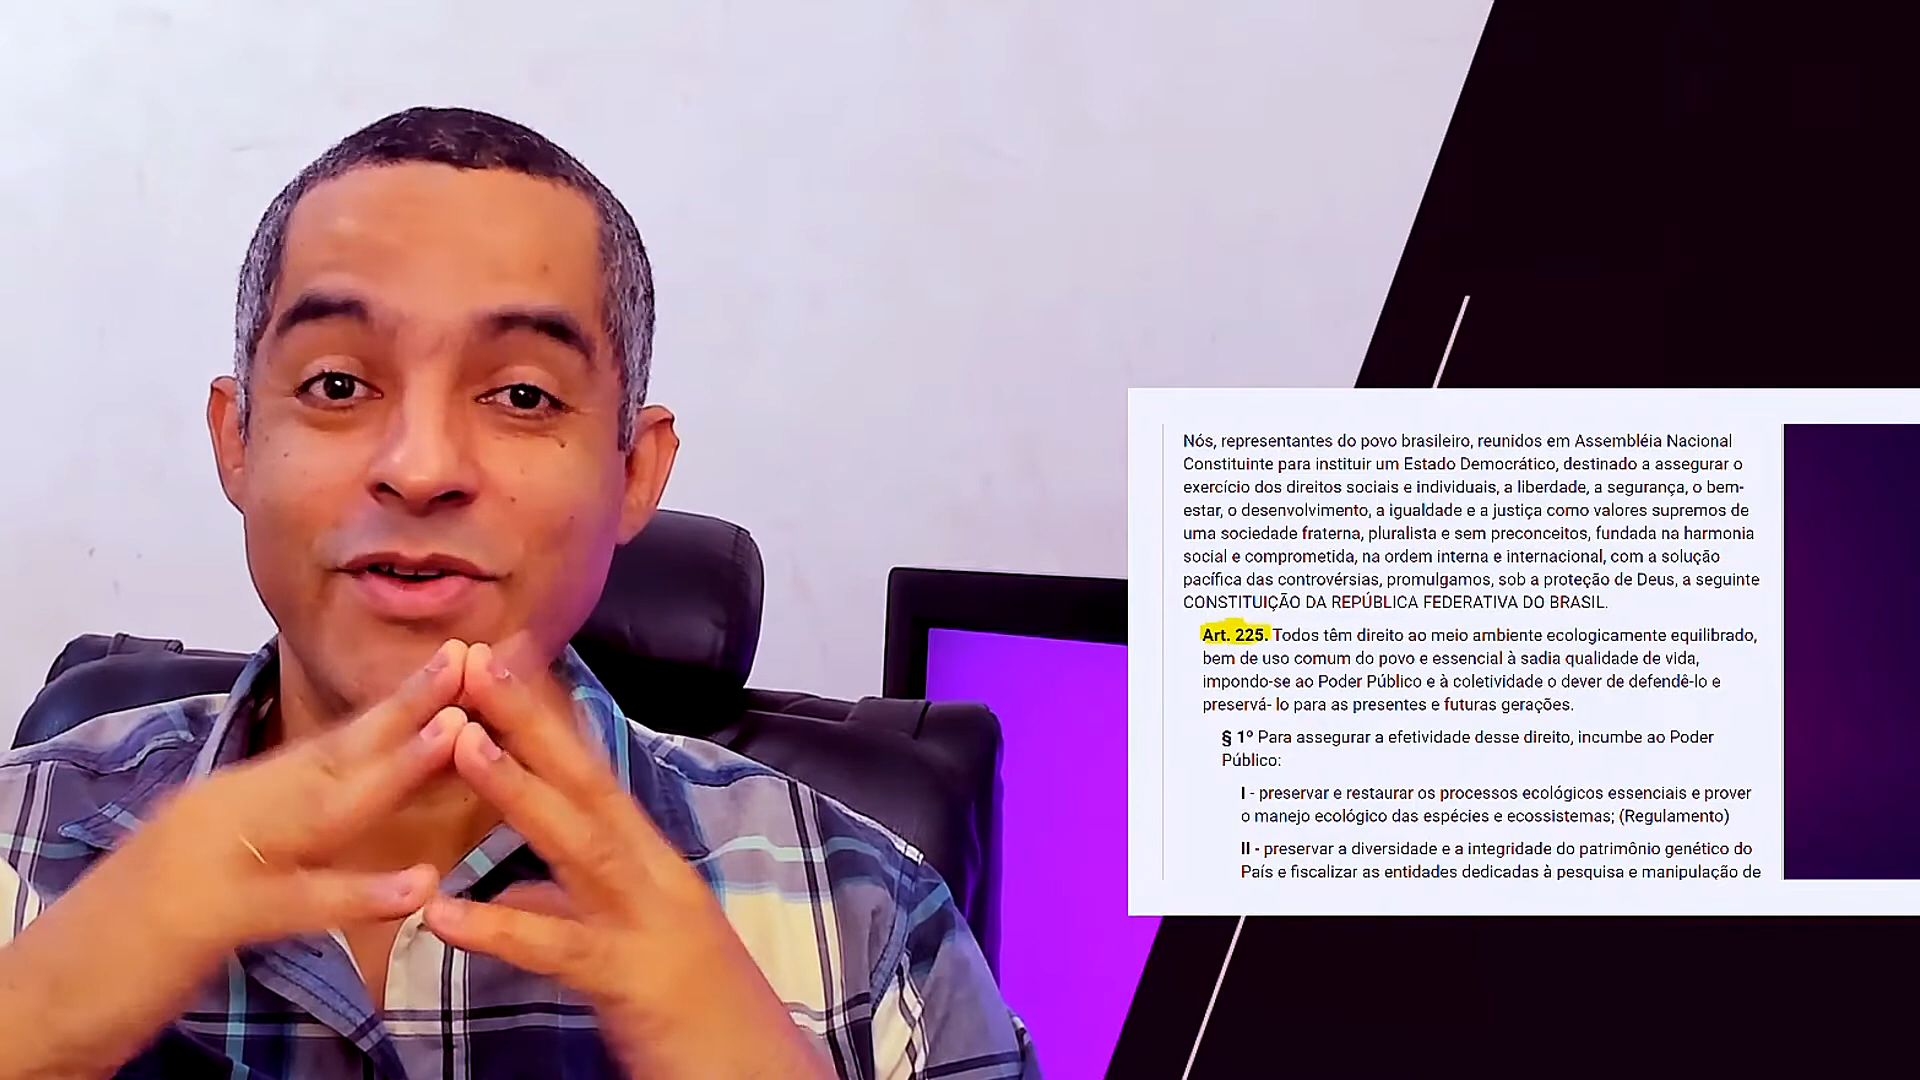 Nós, representantes do povo brasileiro, reunidos em Assembléia Nacional
Constituinte para instituir um Estado Democrático, destinado a assegurar o
exercício dos direitos sociais e individuais, a liberdade, a segurança, o bem-
estar, o desenvolvimento, a igualdade e a justiça como valores supremos de
uma sociedade fraterna, pluralista e sem preconceitos, fundada na harmonia
social e comprometida, na ordem interna e internacional, com a solução
pacífica das controvérsias, promulgamos, sob a proteção de Deus, a seguinte
CONSTITUIÇÃO DA REPÚBLICA FEDERATIVA DO BRASIL.
Art. 225. Todos têm direito ao meio ambiente ecologicamente equilibrado,
bem de uso comum do povo e essencial à sadia qualidade de vida,
impondo-se ao Poder Público e à coletividade o dever de defendê-lo e
preservá- lo para as presentes e futuras gerações.
§ 1º Para assegurar a efetividade desse direito, incumbe ao Poder
Público:
I - preservar e restaurar os processos ecológicos essenciais e prover
o manejo ecológico das espécies e ecossistemas; (Regulamento)
II - preservar a diversidade e a integridade do patrimônio genético do
País e fiscalizar as entidades dedicadas à pesquisa e manipulação de